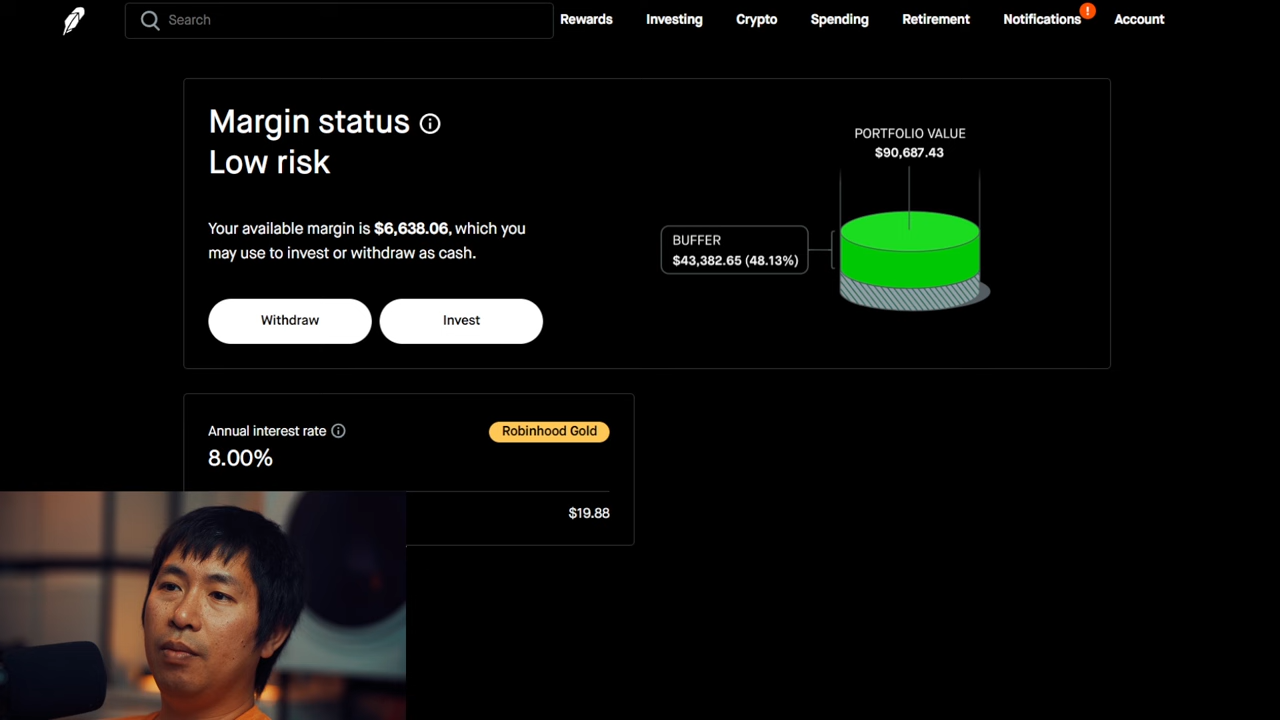 Search
Rewards
Investing
Crypto
Spending
Retirement
Notifications
!
Account
Margin status
Low risk
Your available margin is $6,638.06, which you
may use to invest or withdraw as cash.
Withdraw
Invest
PORTFOLIO VALUE
$90,687.43
BUFFER
$43,382.65 (48.13%)
Annual interest rate
Robinhood Gold
8.00%
$19.88